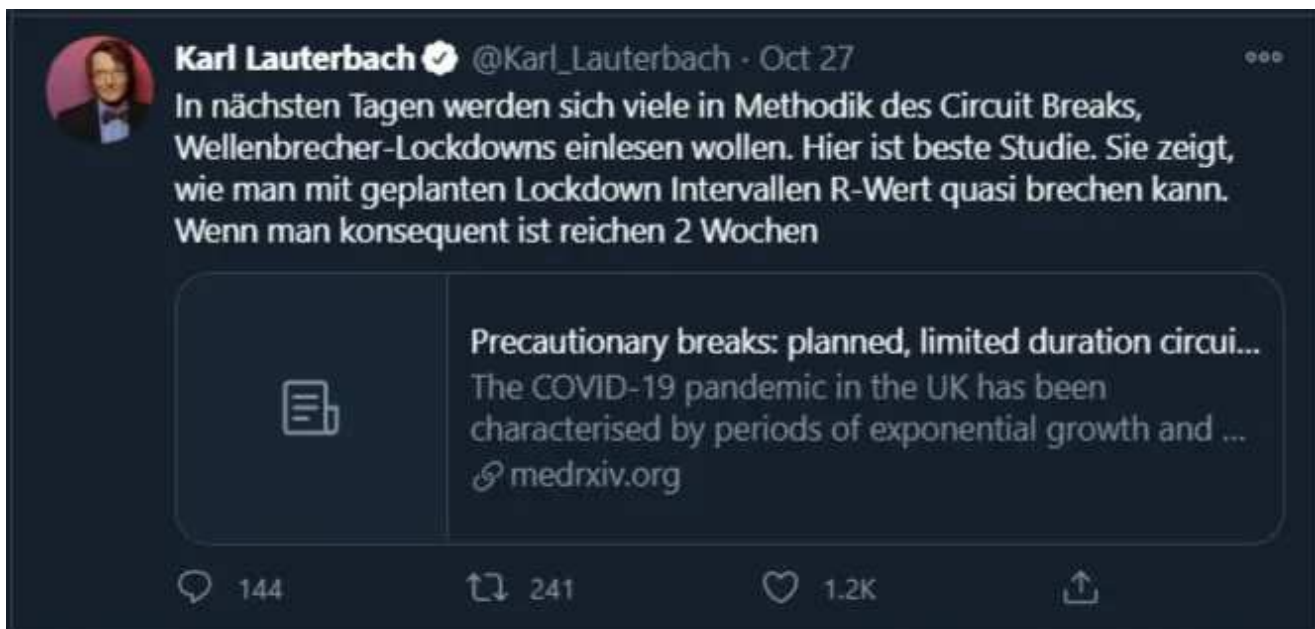 Karl Lauterbach @Karl_Lauterbach · Oct 27
In nächsten Tagen werden sich viele in Methodik des Circuit Breaks,
Wellenbrecher-Lockdowns einlesen wollen. Hier ist beste Studie. Sie zeigt,
wie man mit geplanten Lockdown Intervallen R-Wert quasi brechen kann.
Wenn man konsequent ist reichen 2 Wochen
Precautionary breaks: planned, limited duration circui...
The COVID-19 pandemic in the UK has been
characterised by periods of exponential growth and ...
medrxiv.org
144 241 1.2K